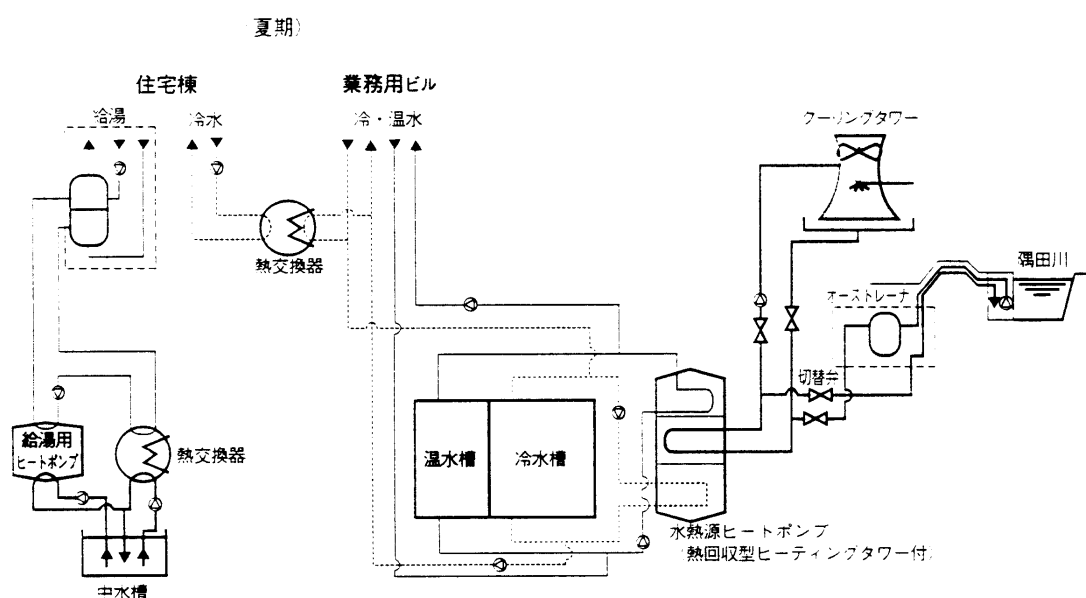 夏期)
住宅棟
業務用ビル
給湯
冷水
冷・温水
クーリングタワー
隅田川
オーストレーナ
熱交換器
切替弁
給湯用
ヒートポンプ
熱交換器
温水槽
冷水槽
水熱源ヒートポンプ
熱回収型ヒーティングタワー付)
中水槽